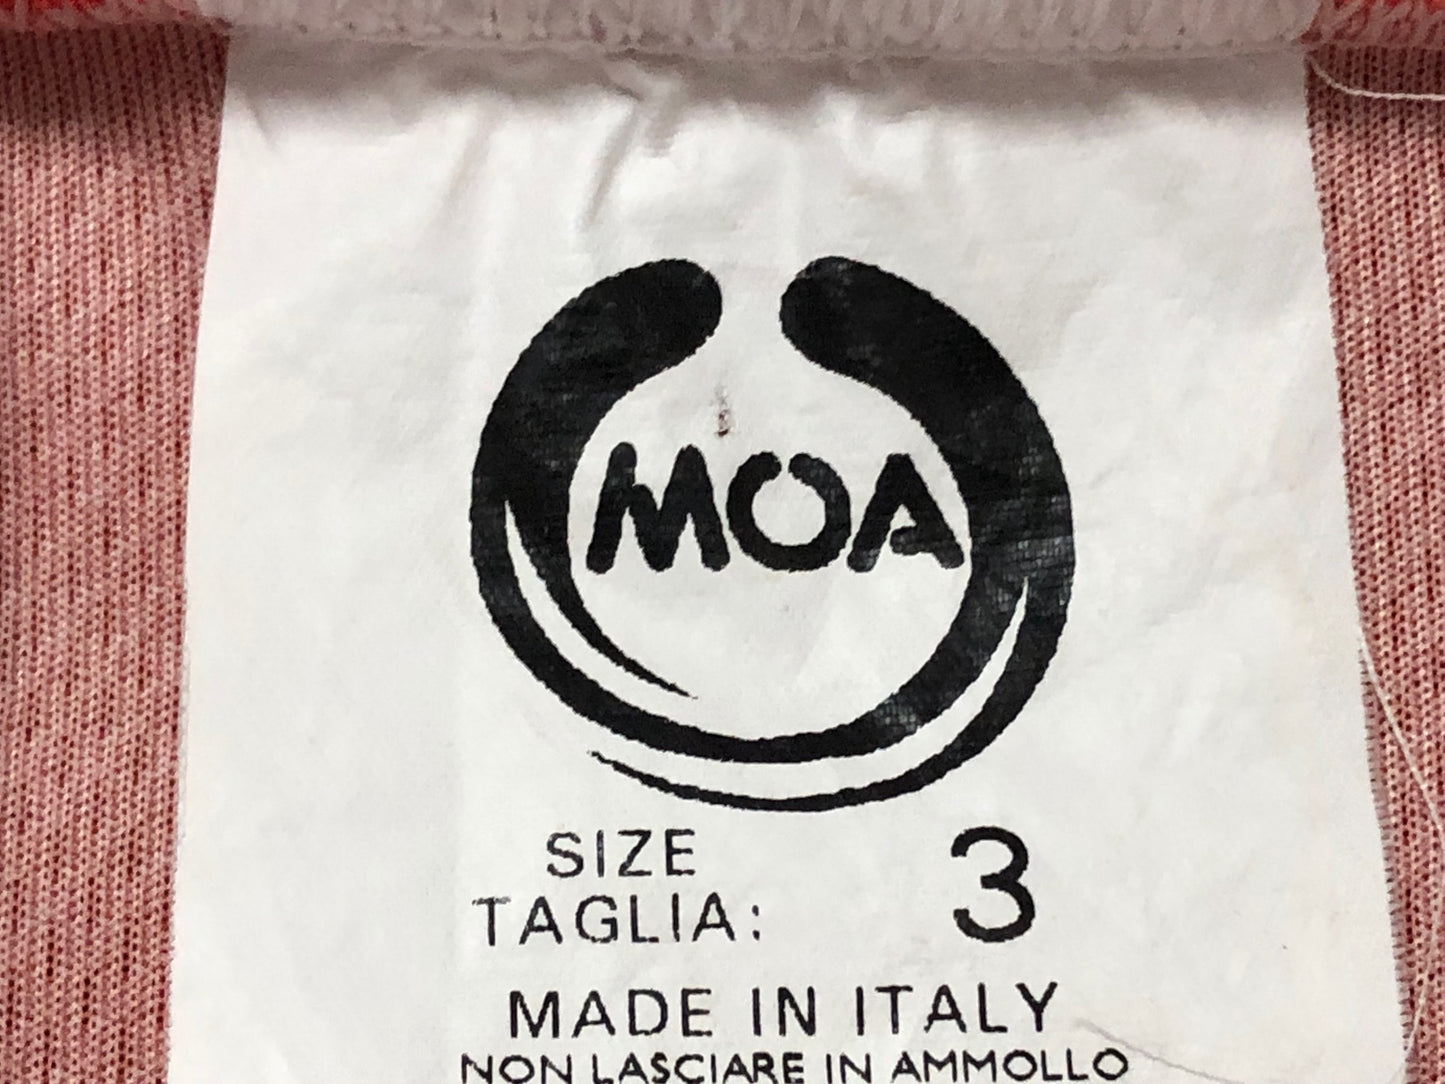 MOA
SIZE
TAGLIA: 3
MADE IN ITALY
NON LASCIARE IN AMMOLLO